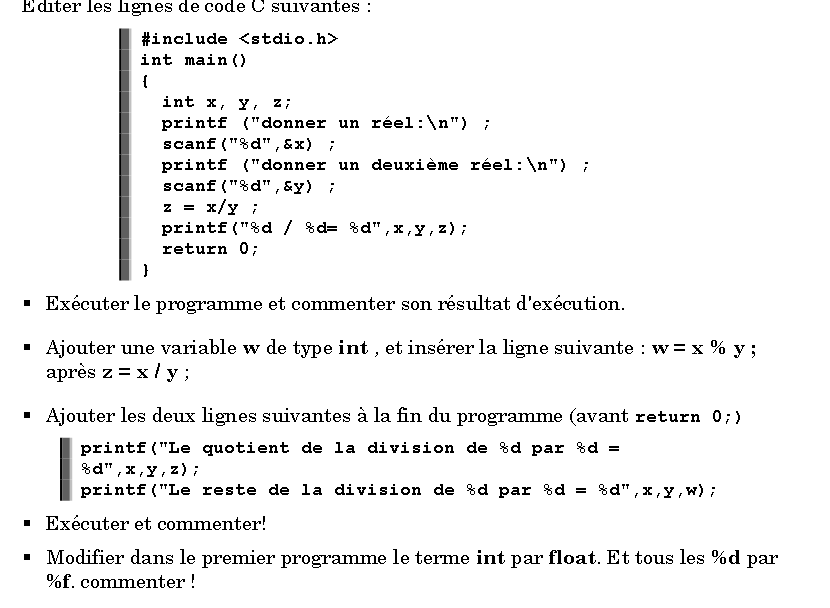 Editer les lignes de code C suivantes :
#include <stdio.h>
int main()
{
int x, y, z;
printf ("donner un réel:\n") ;
scanf("%d",&x) ;
printf ("donner un deuxième réel:\n") ;
scanf("%d",&y) ;
z = x/y ;
printf("%d / %d= %d",x,y,z);
return 0;
}
▪ Exécuter le programme et commenter son résultat d'exécution.
▪ Ajouter une variable w de type int , et insérer la ligne suivante : w = x % y ;
après z = x / y ;
▪ Ajouter les deux lignes suivantes à la fin du programme (avant return 0;)
printf("Le quotient de la division de %d par %d =
%d",x,y,z);
printf("Le reste de la division de %d par %d = %d",x,y,w);
▪ Exécuter et commenter!
▪ Modifier dans le premier programme le terme int par float. Et tous les %d par
%f. commenter !